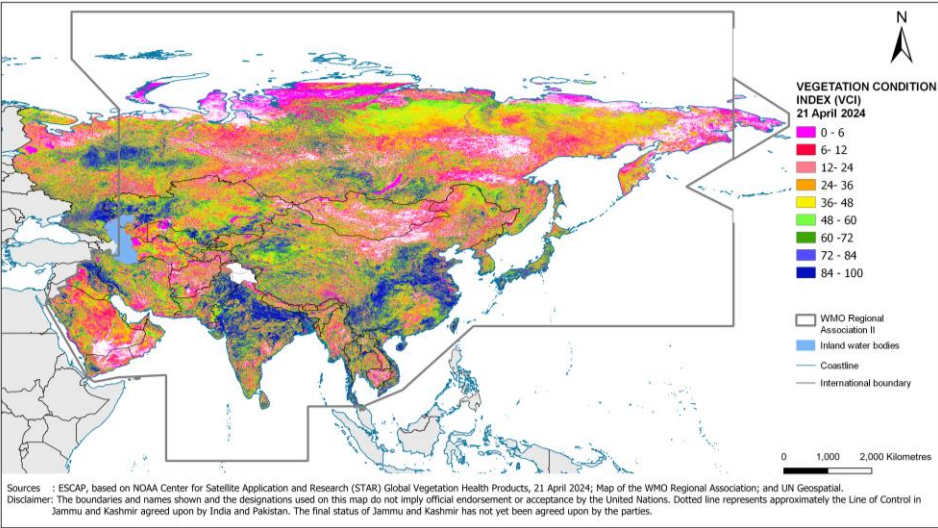 N
VEGETATION CONDITION
INDEX (VCI)
21 April 2024
0 - 6
6- 12
12- 24
24- 36
36- 48
48 - 60
60 -72
72 - 84
84 - 100
WMO Regional
Association II
Inland water bodies
Coastline
International boundary
0 1,000 2,000 Kilometres
Sources : ESCAP, based on NOAA Center for Satellite Application and Research (STAR) Global Vegetation Health Products, 21 April 2024; Map of the WMO Regional Association; and UN Geospatial.
Disclaimer: The boundaries and names shown and the designations used on this map do not imply official endorsement or acceptance by the United Nations. Dotted line represents approximately the Line of Control in
Jammu and Kashmir agreed upon by India and Pakistan. The final status of Jammu and Kashmir has not yet been agreed upon by the parties.